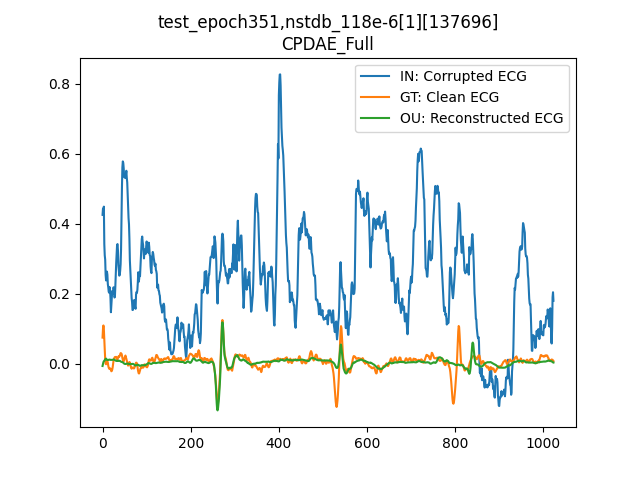 test_epoch351,nstdb_118e-6[1][137696]
CPDAE_Full
IN: Corrupted ECG
GT: Clean ECG
OU: Reconstructed ECG
0.8
0.6
0.4
0.2
0.0
0
200
400
600
800
1000